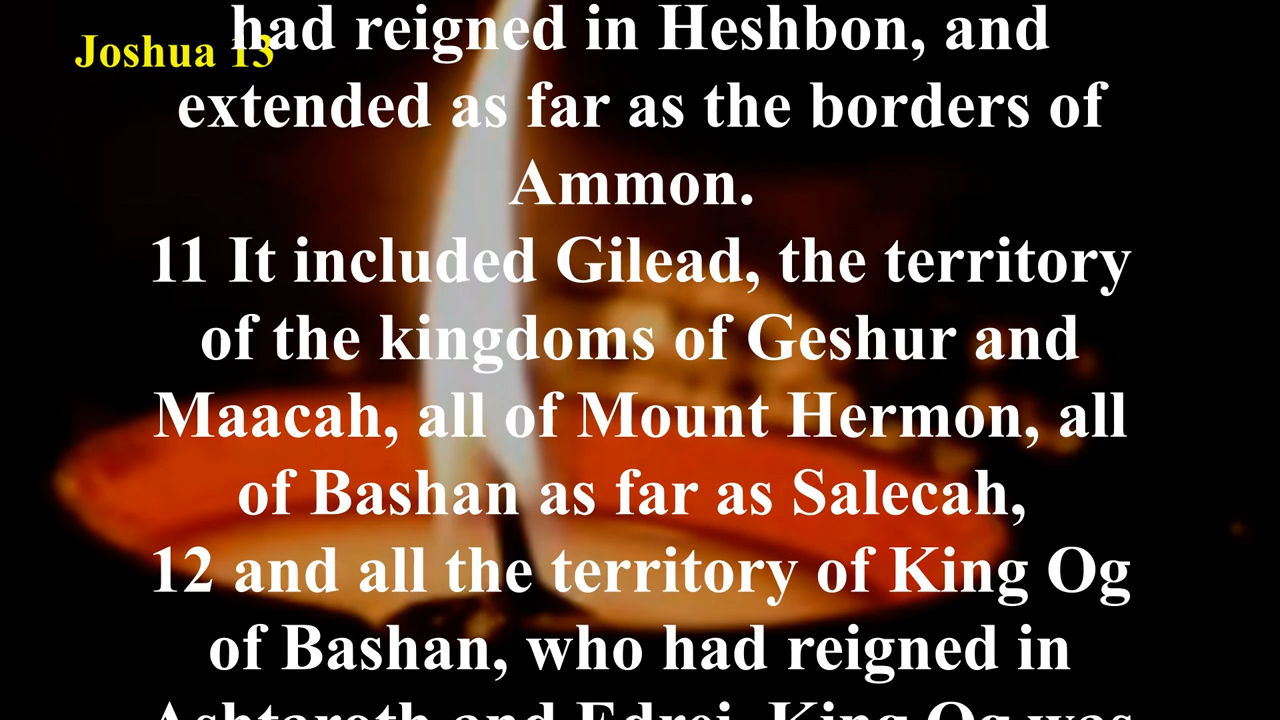 Joshua 13
had reigned in Heshbon, and
extended as far as the borders of
Ammon.
11 It included Gilead, the territory
of the kingdoms of Geshur and
Maacah, all of Mount Hermon, all
of Bashan as far as Salecah,
12 and all the territory of King Og
of Bashan, who had reigned in
Ashtaroth and Edrei. King Og was